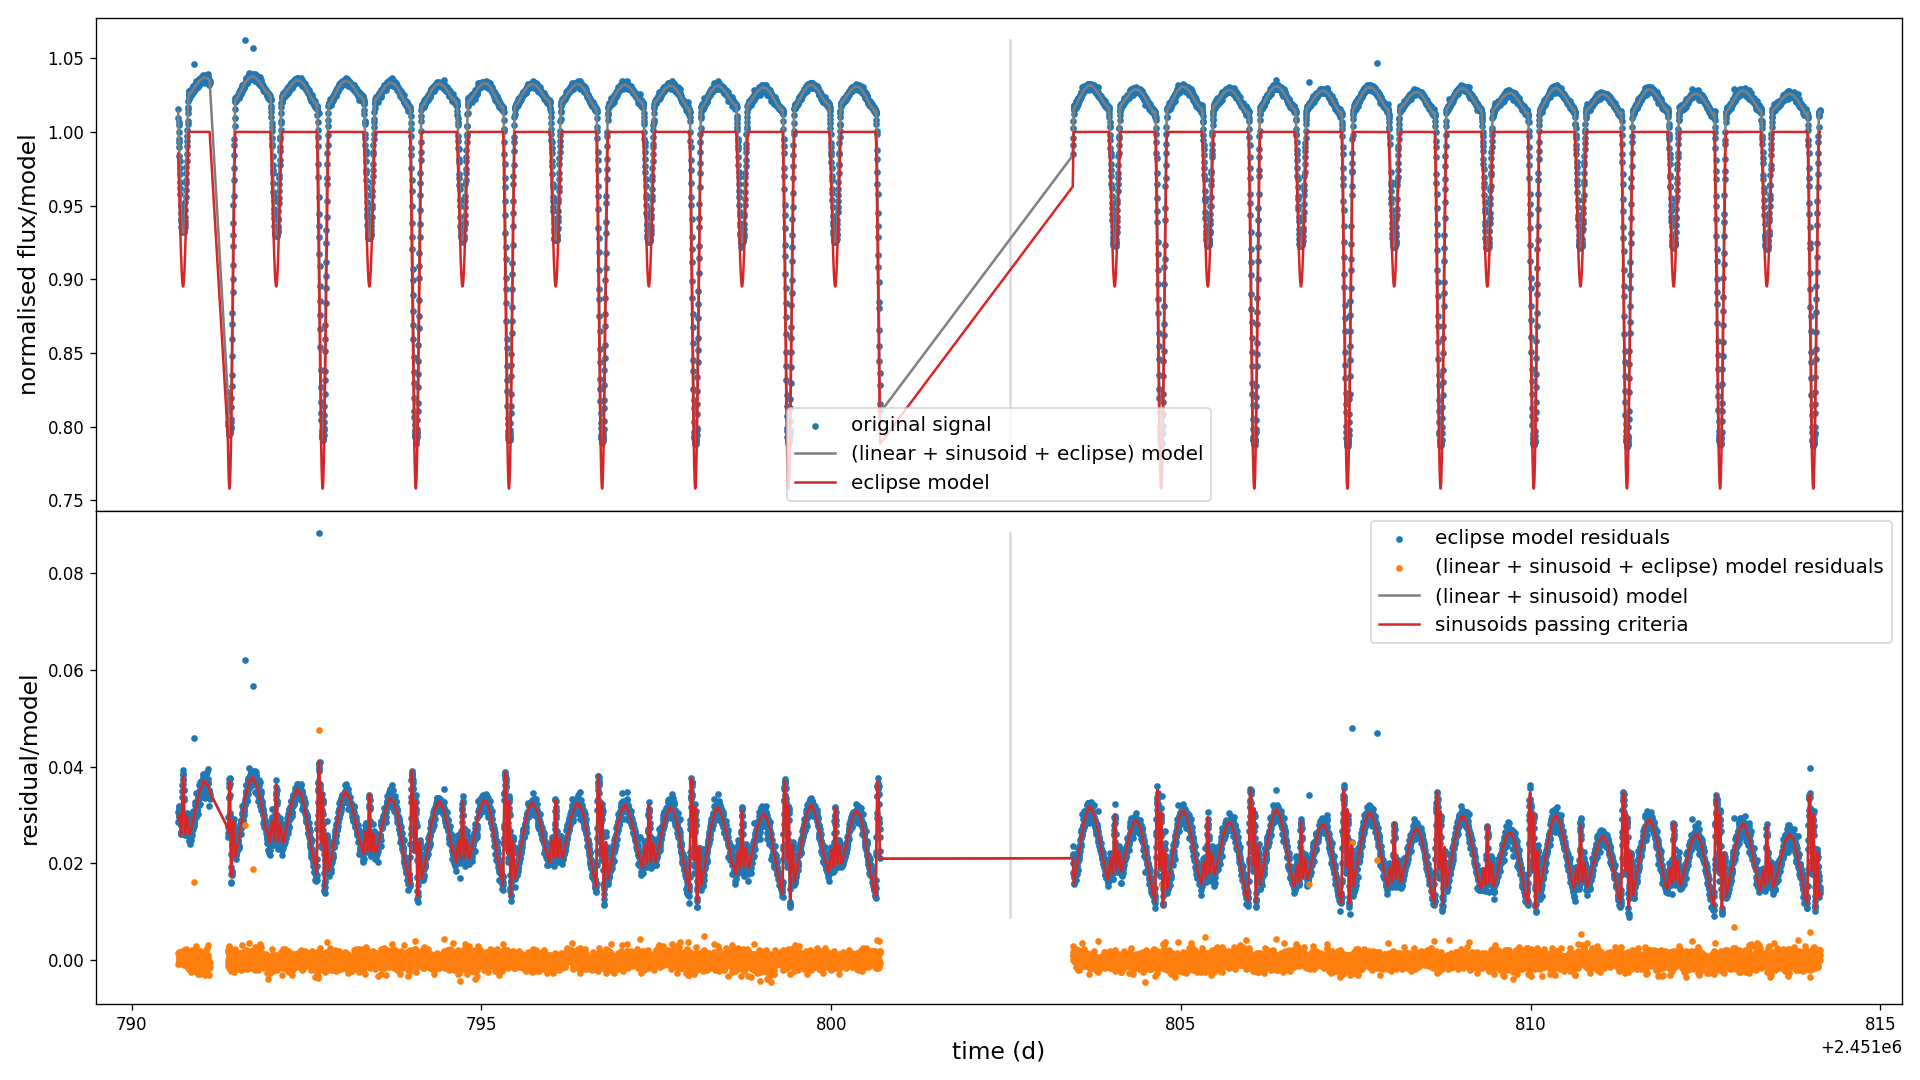 normalised flux/model
1.05
1.00
0.95
0.90
0.85
0.80
0.75
original signal
(linear + sinusoid + eclipse) model
eclipse model
residual/model
0.08
0.06
0.04
0.02
0.00
eclipse model residuals
(linear + sinusoid + eclipse) model residuals
(linear + sinusoid) model
sinusoids passing criteria
790
795
800
805
810
815
time (d)
+2.451e6